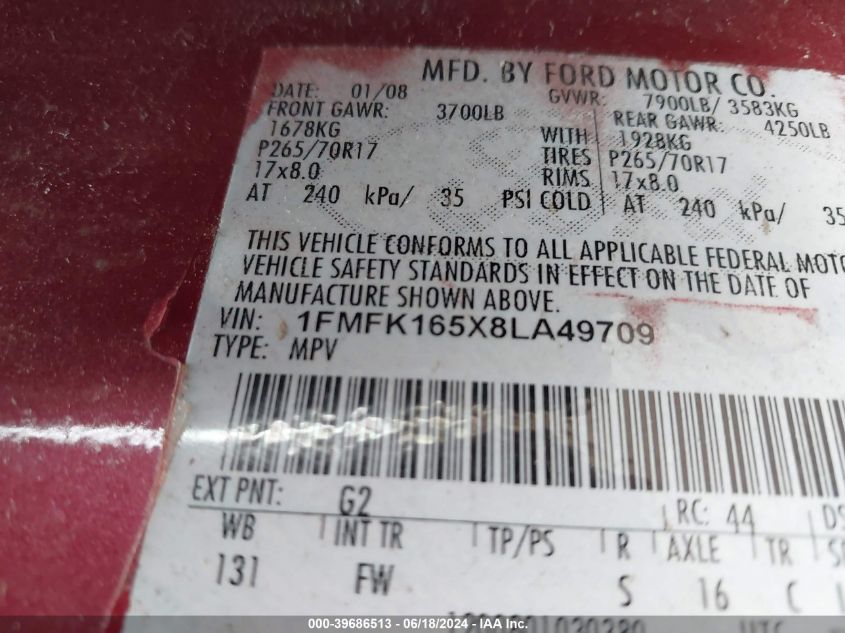 MFD. BY FORD MOTOR CO.
DATE: 01/08 GVWR: 7900LB/ 3583KG
FRONT GAWR: 3700LB REAR GAWR: 4250LB
1678KG WITH 1928KG
P265/70R17 TIRES P265/70R17
17x8.0 RIMS 17x8.0
AT 240 kPa/ 35 PSI COLD AT 240 kPa/ 35
THIS VEHICLE CONFORMS TO ALL APPLICABLE FEDERAL MOTO
VEHICLE SAFETY STANDARDS IN EFFECT ON THE DATE OF
MANUFACTURE SHOWN ABOVE.
VIN: 1FMFK165X8LA49709
TYPE: MPV
EXT PNT: G2 RC: 44 DS
WB INT TR TP/PS R AXLE TR
131 FW S 16 C
000-39686513 - 06/18/2024 - IAA, Inc.